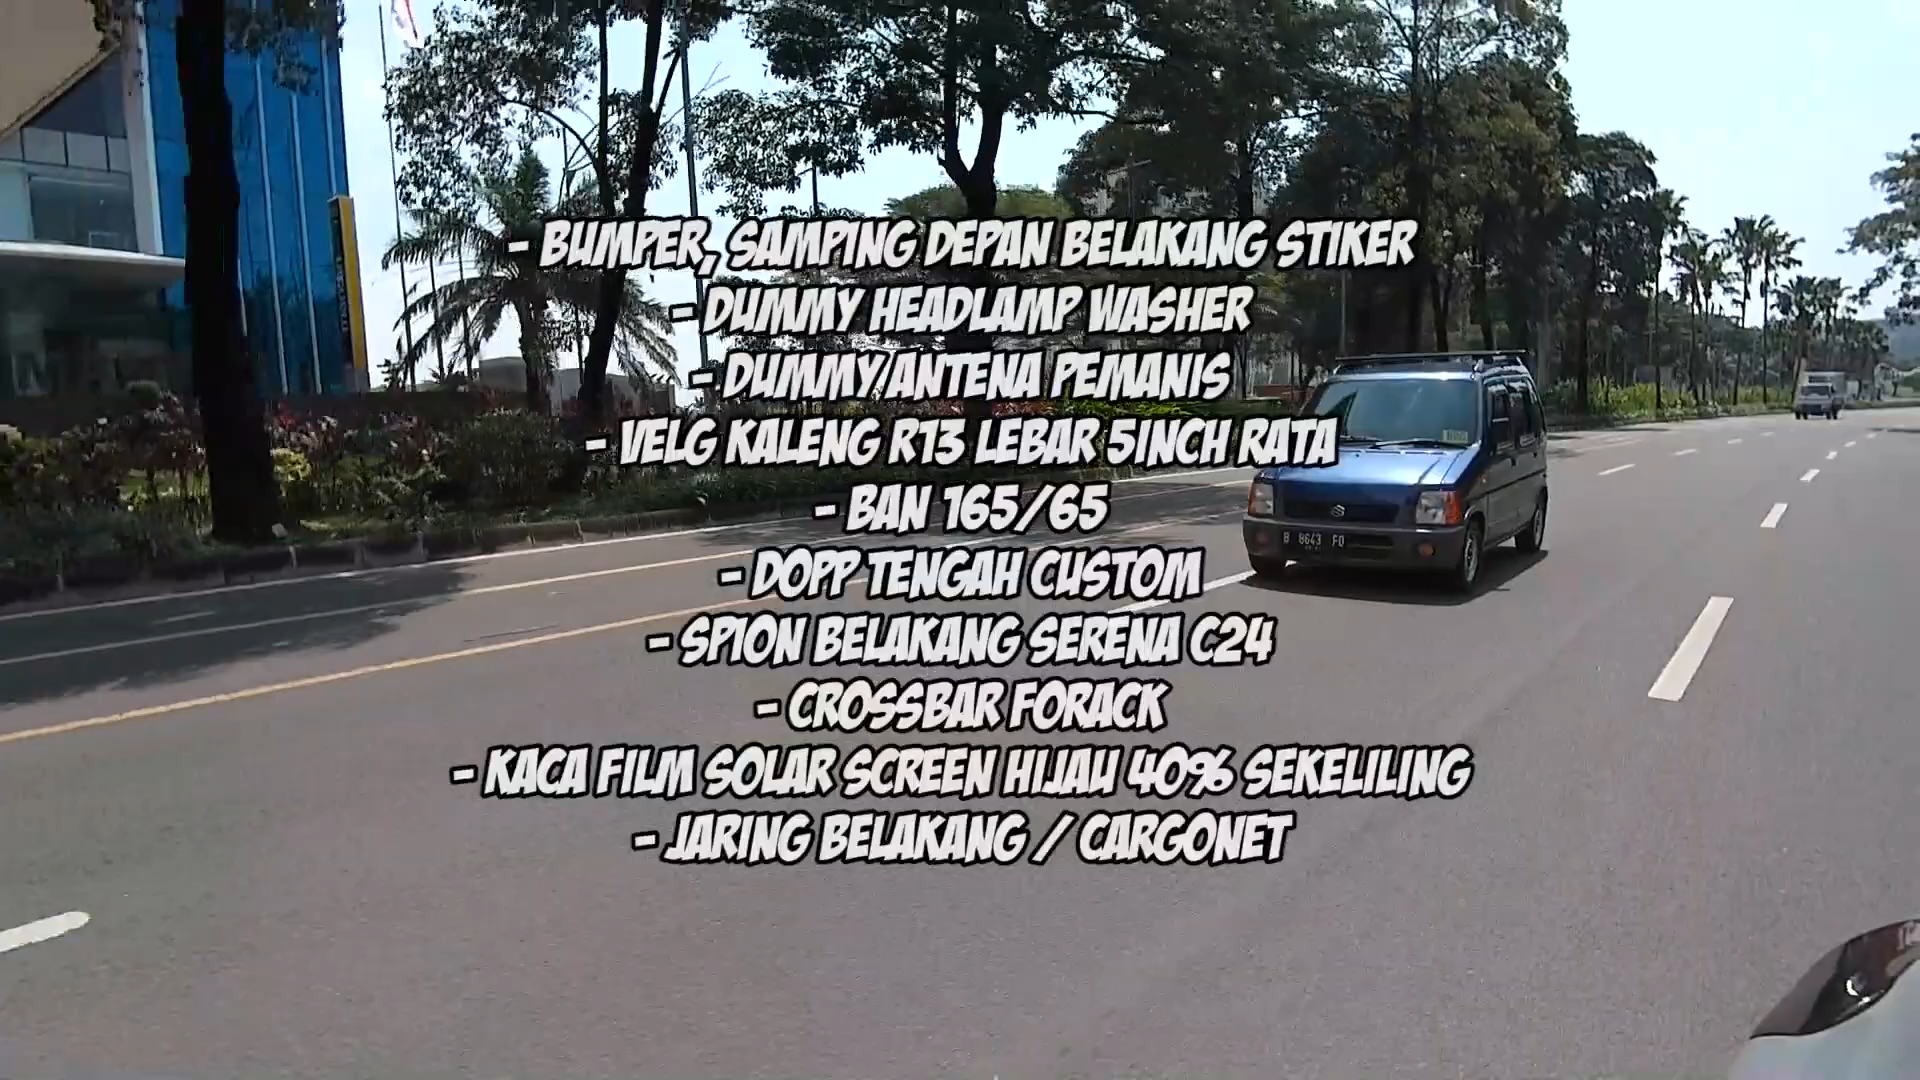 - BUMPER, SAMPING DEPAN BELAKANG STIKER
- DUMMY HEADLAMP WASHER
- DUMMY ANTENA PEMANIS
- VELG KALENG R13 LEBAR 5INCH RATA
- BAN 165/65
- DOPP TENGAH CUSTOM
- SPION BELAKANG SERENA C24
- CROSSBAR FORACK
- KACA FILM SOLAR SCREEN HIJAU 40% SEKELILING
- JARING BELAKANG / CARGONET
B 8643 FO